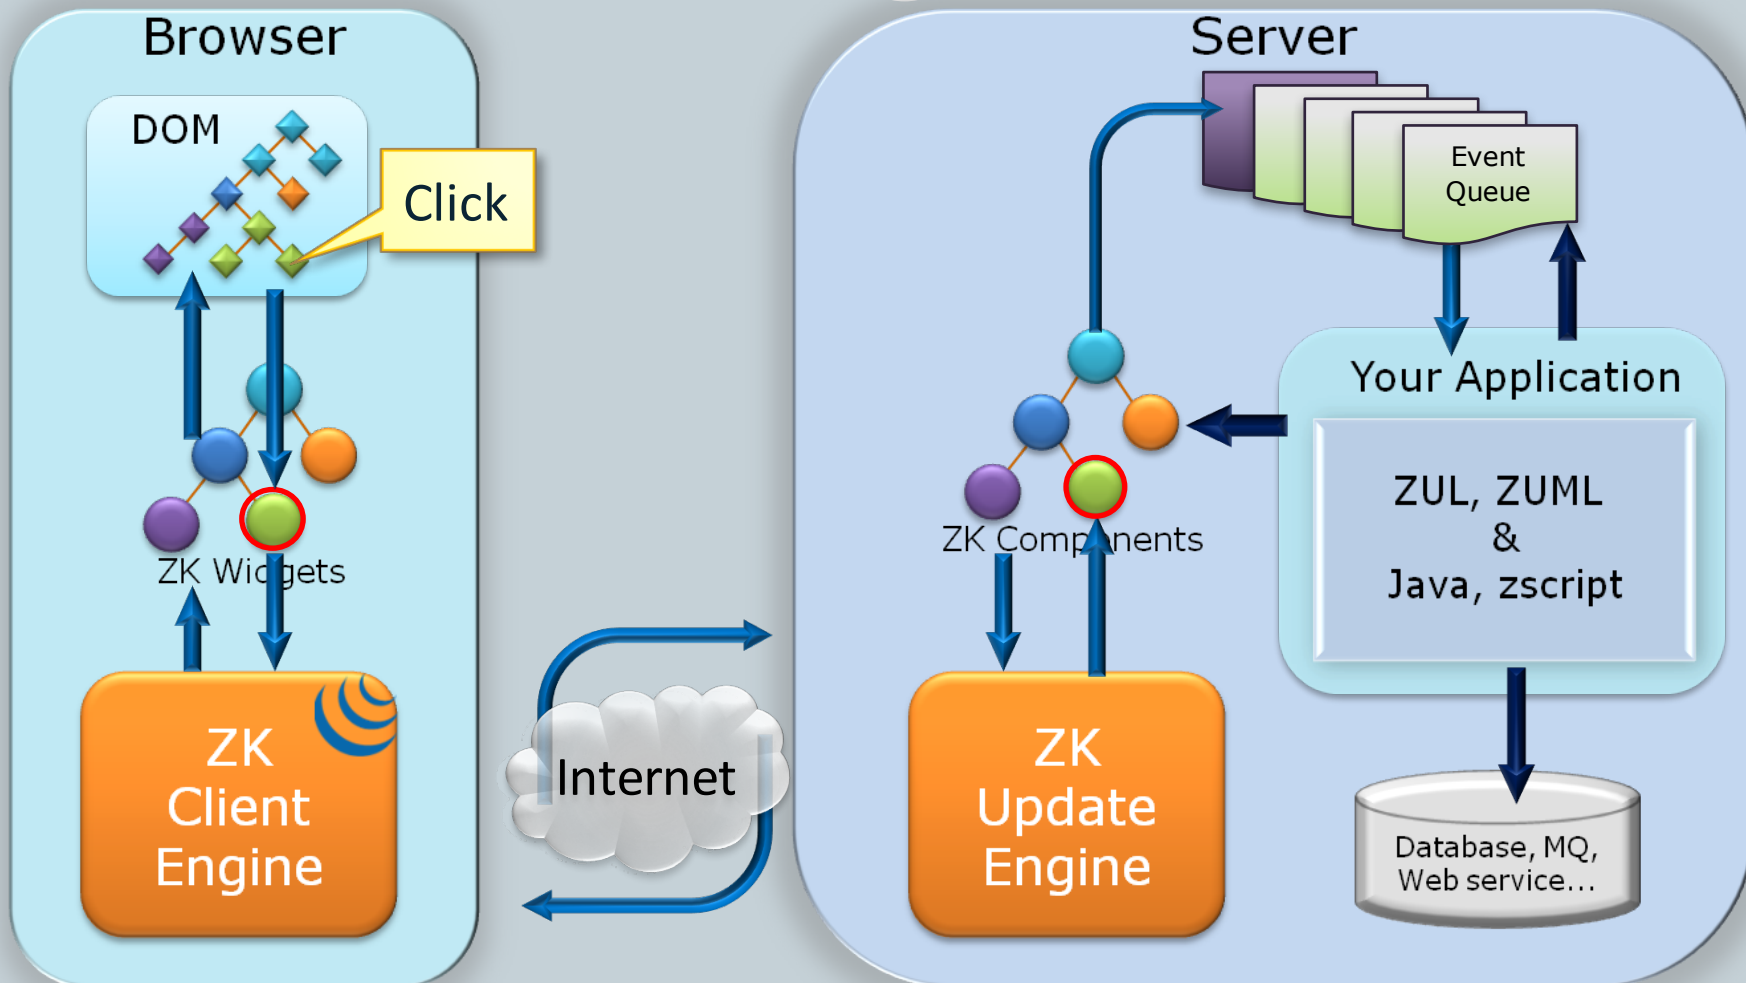 Browser
DOM
Click
ZK Widgets
ZK
Client
Engine
Internet
Server
Event
Queue
Your Application
ZUL, ZUML
&
Java, zscript
ZK Components
ZK
Update
Engine
Database, MQ,
Web service...